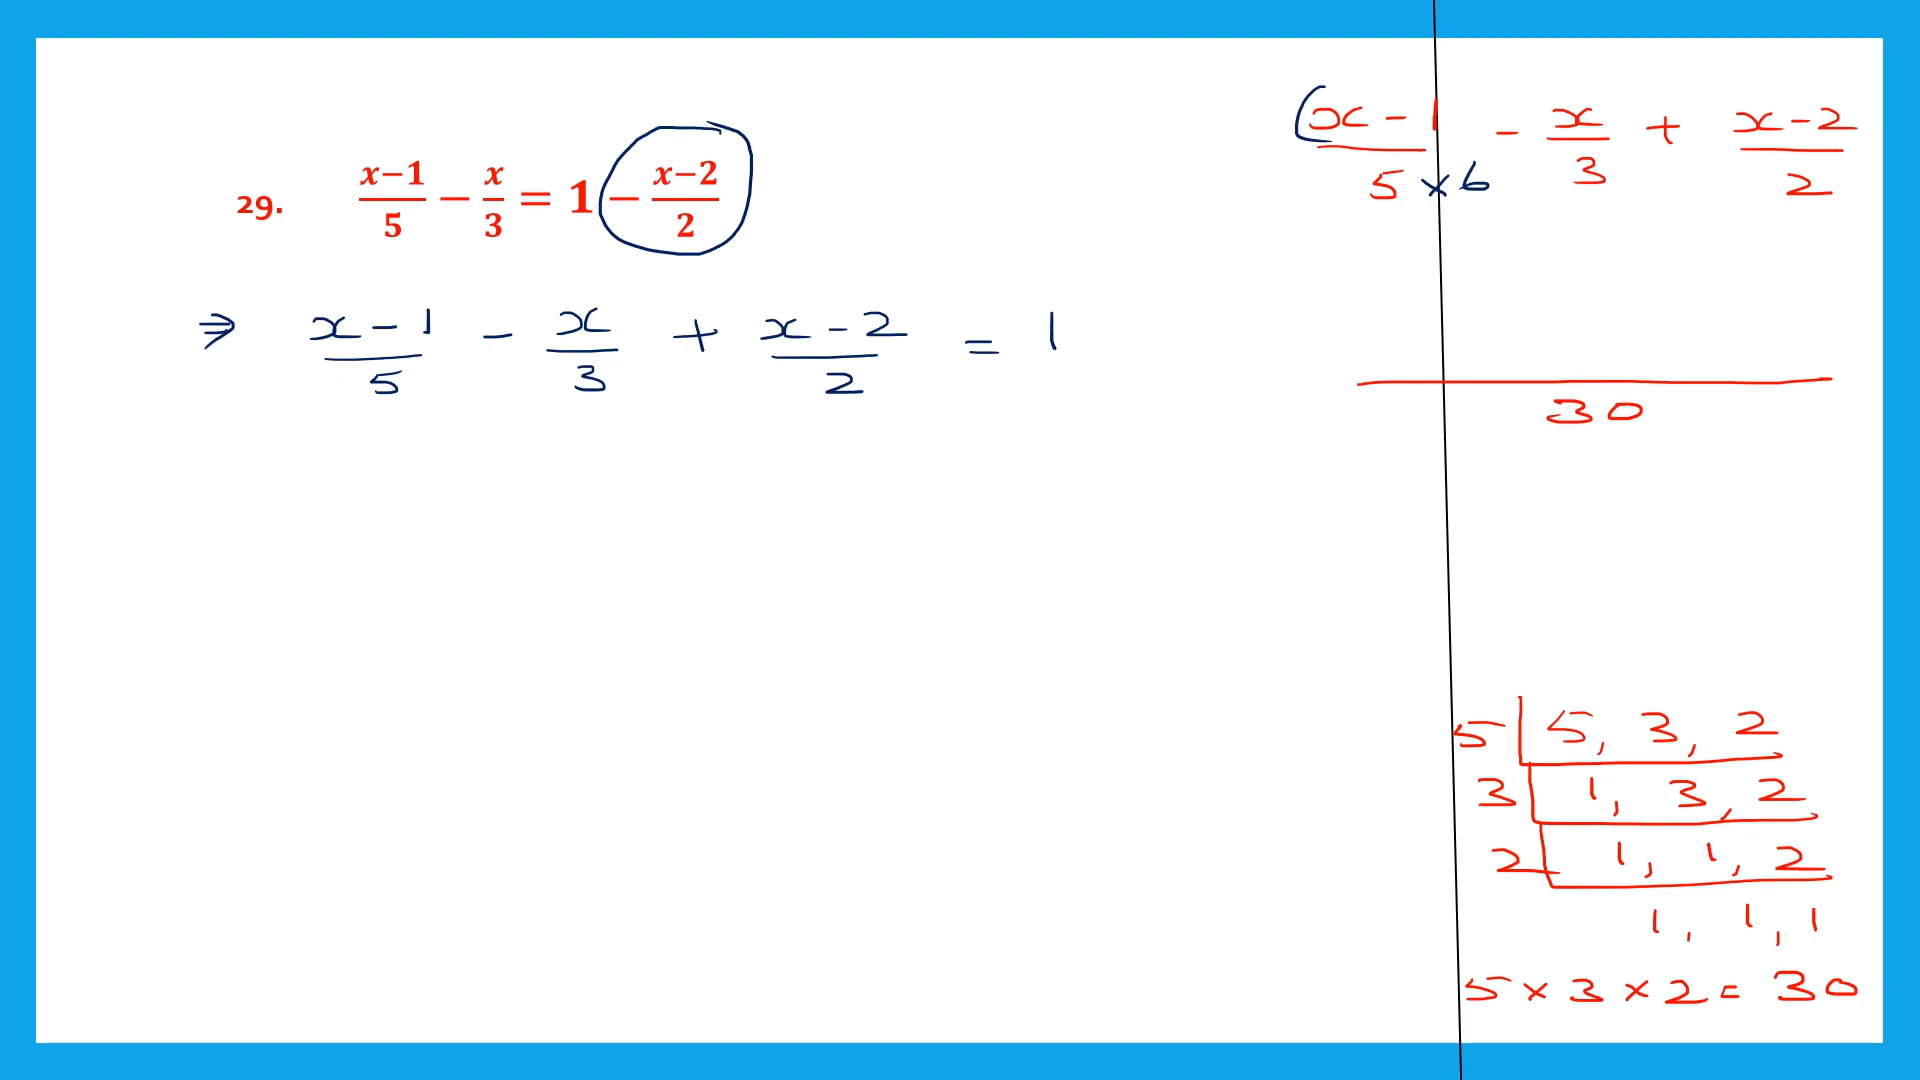 29. (x−1)/5 − x/3 = 1 − (x−2)/2
⇒ (x−1)/5 − x/3 + (x−2)/2 = 1
(x−1 / 5 ×6 − x/3 + (x−2)/2
30
5 | 5, 3, 2
3 | 1, 3, 2
2 | 1, 1, 2
1, 1, 1
5 × 3 × 2 = 30